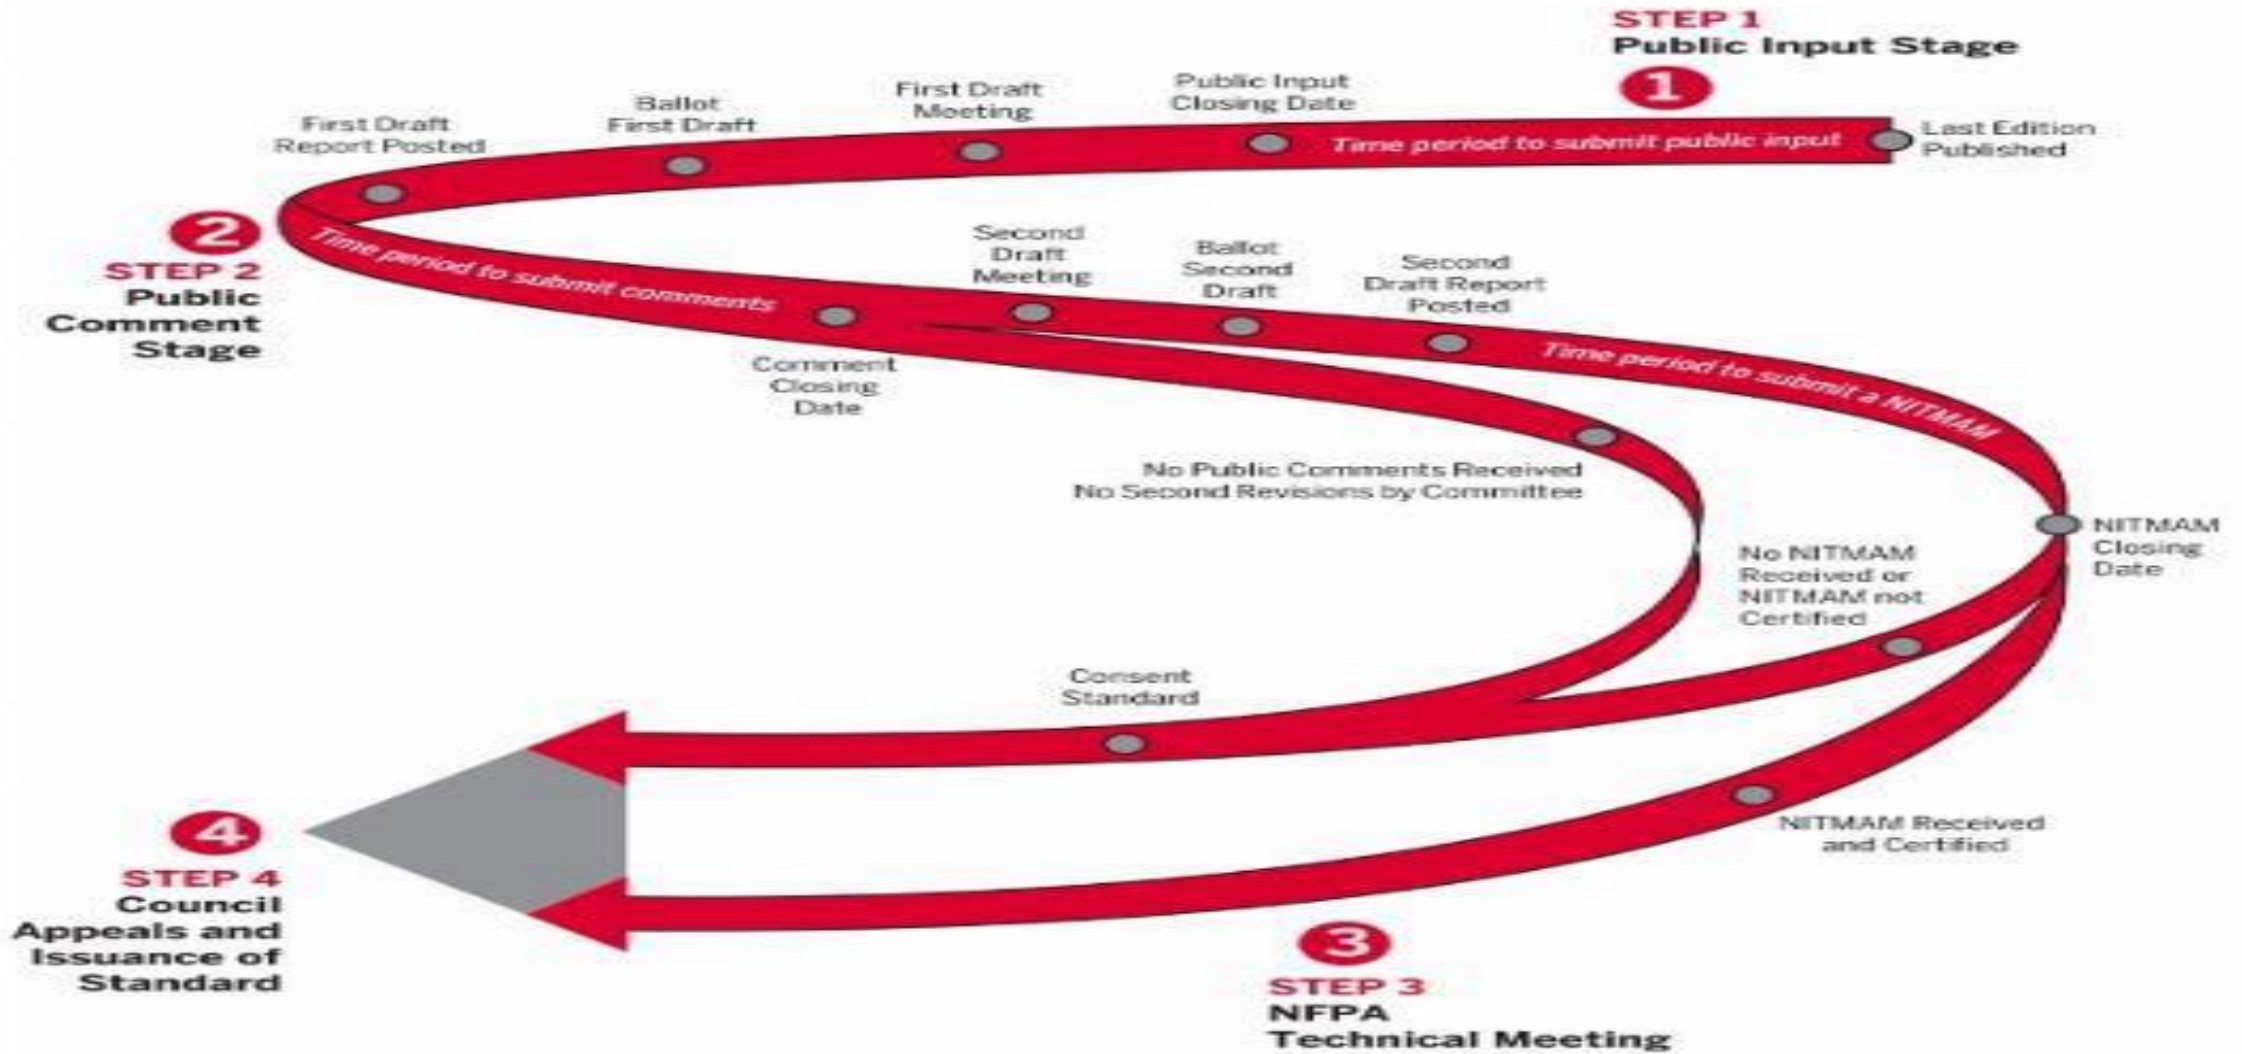 STEP 1
Public Input Stage
1
Last Edition
Published
Time period to submit public input
Public Input
Closing Date
First Draft
Meeting
Ballot
First Draft
First Draft
Report Posted
2
STEP 2
Public
Comment
Stage
Time period to submit comments
Comment
Closing
Date
Second
Draft
Meeting
Ballot
Second
Draft
Second
Draft Report
Posted
Time period to submit a NITMAM
No Public Comments Received
No Second Revisions by Committee
NITMAM
Closing
Date
No NITMAM
Received or
NITMAM not
Certified
Consent
Standard
NITMAM Received
and Certified
3
STEP 3
NFPA
Technical Meeting
4
STEP 4
Council
Appeals and
Issuance of
Standard